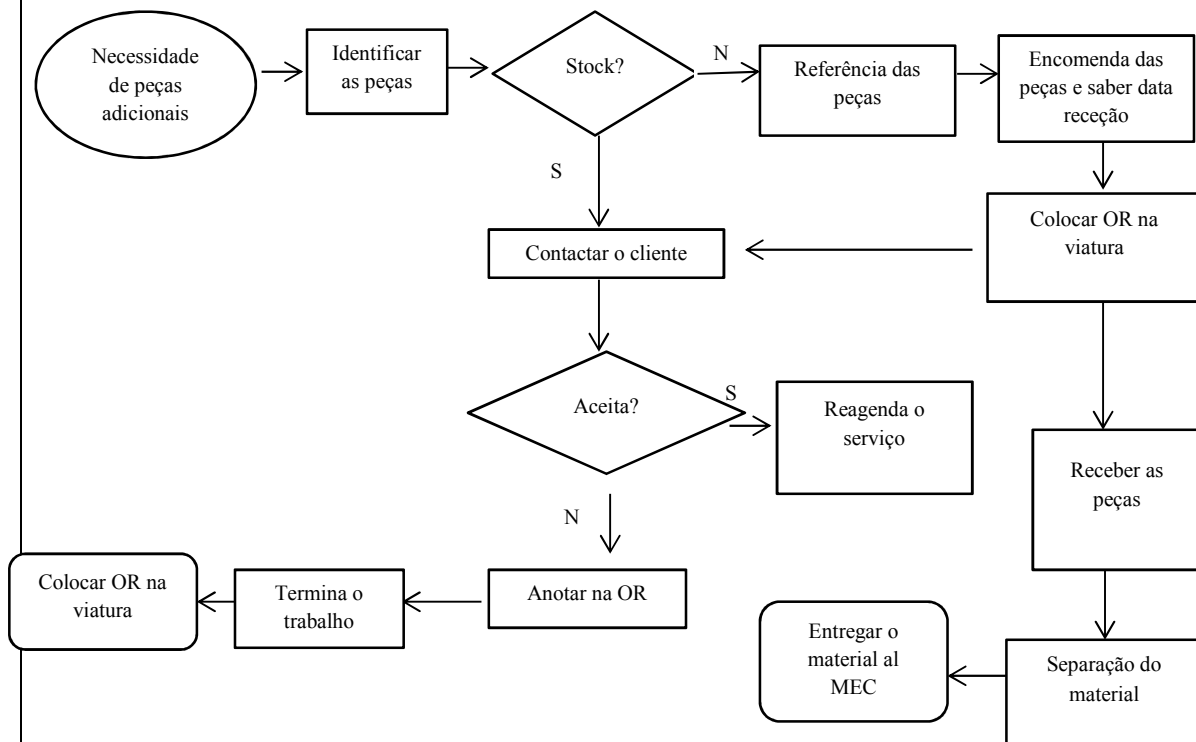 Necessidade
de peças
adicionais
Identificar
as peças
Stock?
N
Referência das
peças
Encomenda das
peças e saber data
receção
S
Contactar o cliente
Colocar OR na
viatura
Aceita?
S
Reagenda o
serviço
Receber as
peças
N
Colocar OR na
viatura
Termina o
trabalho
Anotar na OR
Entregar o
material al
MEC
Separação do
material